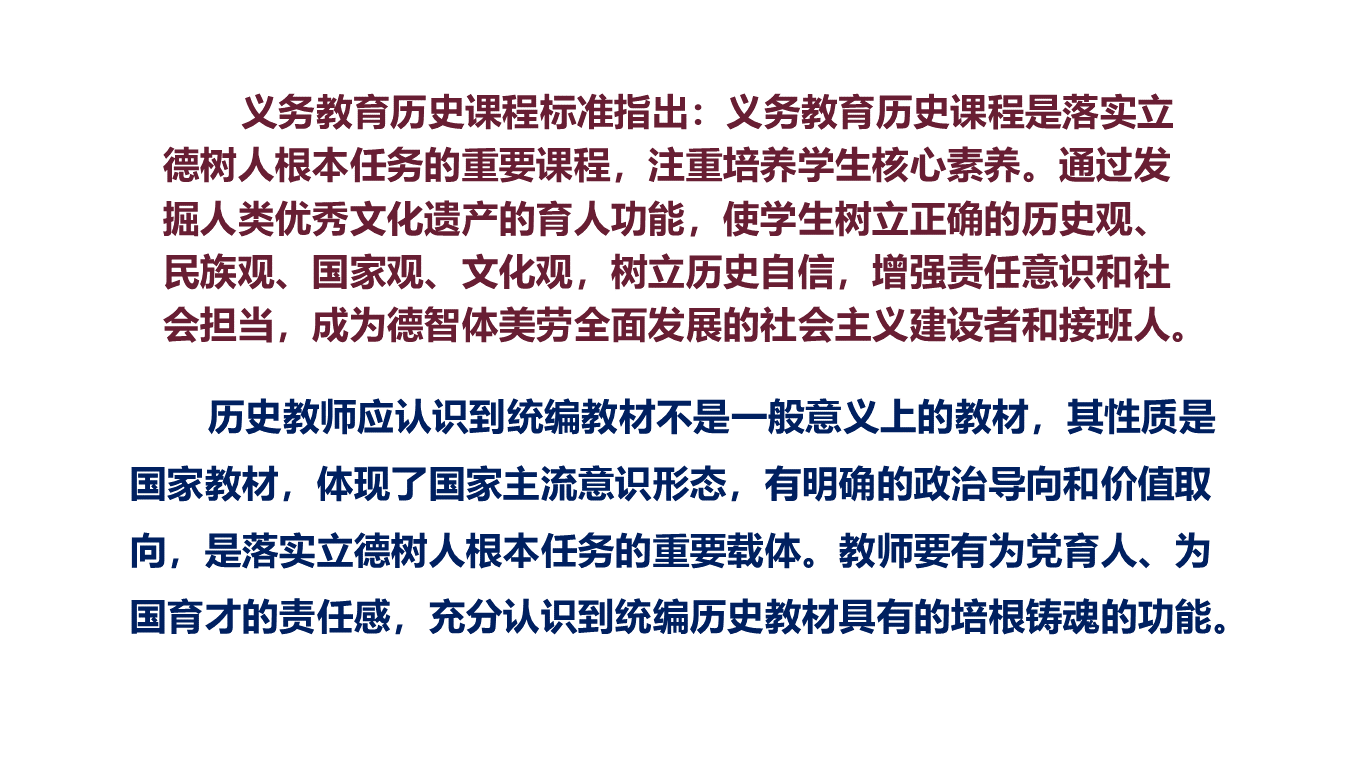 义务教育历史课程标准指出：义务教育历史课程是落实立
德树人根本任务的重要课程，注重培养学生核心素养。通过发
掘人类优秀文化遗产的育人功能，使学生树立正确的历史观、
民族观、国家观、文化观，树立历史自信，增强责任意识和社
会担当，成为德智体美劳全面发展的社会主义建设者和接班人。
历史教师应认识到统编教材不是一般意义上的教材，其性质是
国家教材，体现了国家主流意识形态，有明确的政治导向和价值取
向，是落实立德树人根本任务的重要载体。教师要有为党育人、为
国育才的责任感，充分认识到统编历史教材具有的培根铸魂的功能。